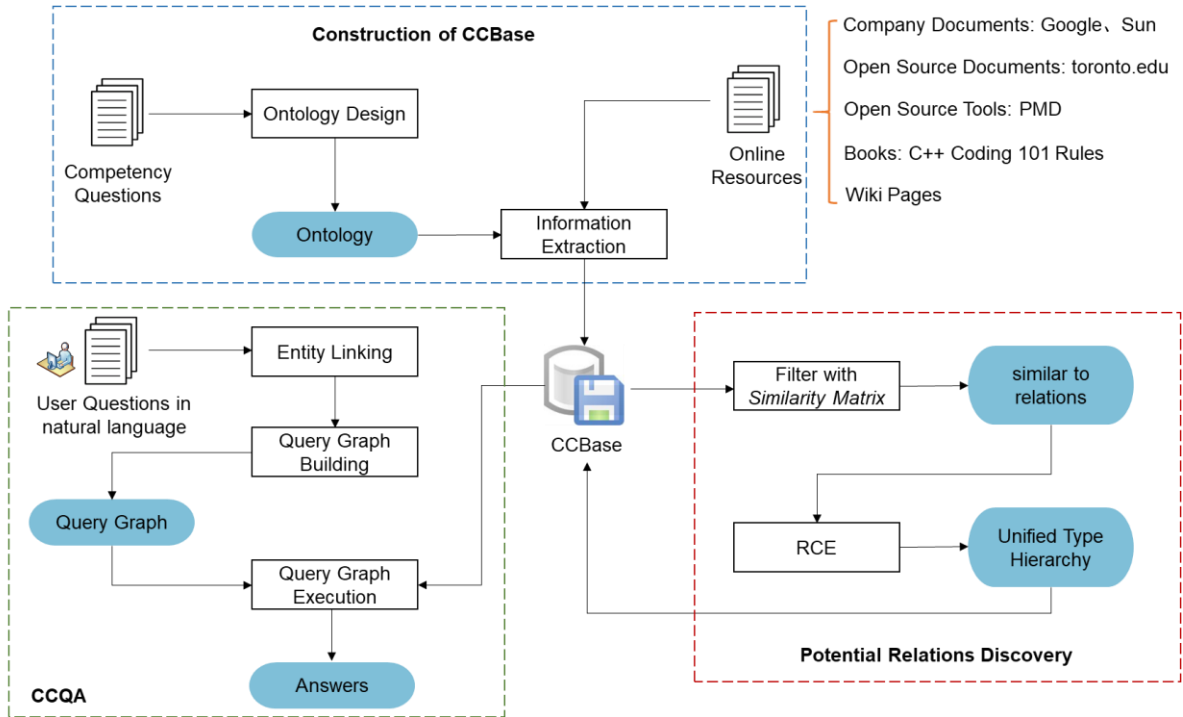 Construction of CCBase
Company Documents: Google、Sun
Open Source Documents: toronto.edu
Open Source Tools: PMD
Books: C++ Coding 101 Rules
Wiki Pages
Competency
Questions
Ontology Design
Online
Resources
Ontology
Information
Extraction
User Questions in
natural language
Entity Linking
Query Graph
Building
Query Graph
Query Graph
Execution
Answers
CCQA
CCBase
Filter with
Similarity Matrix
similar to
relations
RCE
Unified Type
Hierarchy
Potential Relations Discovery